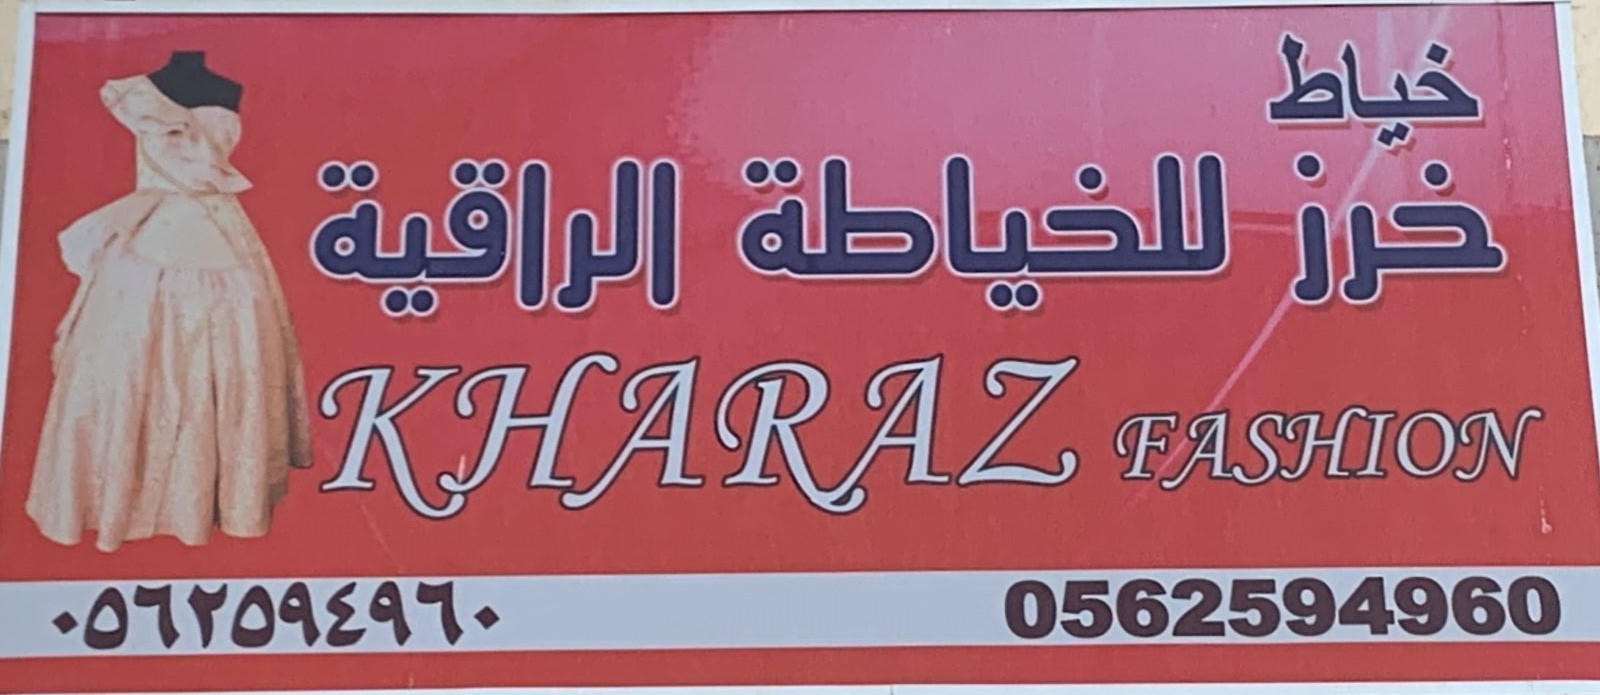 خياط
خرز للخياطة الراقية
KHARAZ FASHION
٠٥٦٢٥٩٤٩٦٠ 0562594960